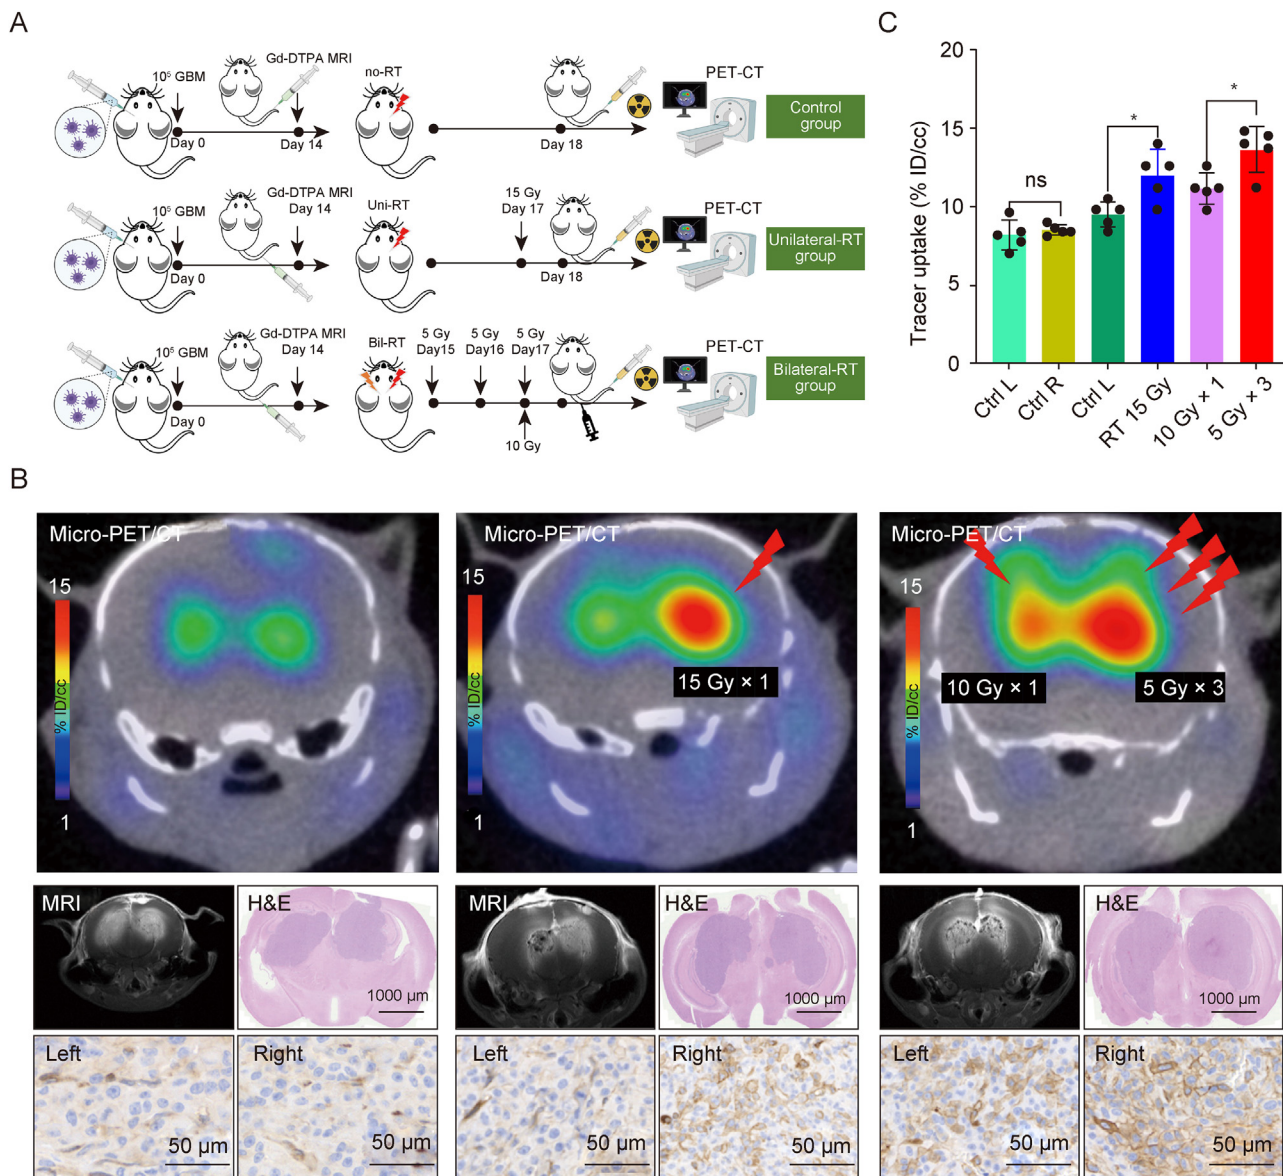 A
10⁵ GBM
Gd-DTPA MRI
no-RT
PET-CT
Control
group
Day 0
Day 14
Day 18
10⁵ GBM
Gd-DTPA MRI
Day 14
Uni-RT
15 Gy
Day 17
PET-CT
Unilateral-RT
group
Day 0
Day 18
10⁵ GBM
Gd-DTPA MRI
Day 14
Bil-RT
5 Gy
Day15
5 Gy
Day16
5 Gy
Day17
PET-CT
Bilateral-RT
group
Day 0
10 Gy
C
Tracer uptake (% ID/cc)
20
15
10
5
0
ns
*
*
Ctrl L
Ctrl R
Ctrl L
RT 15 Gy
10 Gy × 1
5 Gy × 3
B
Micro-PET/CT
15
% ID/cc
1
Micro-PET/CT
15
% ID/cc
1
15 Gy × 1
Micro-PET/CT
15
% ID/cc
1
10 Gy × 1
5 Gy × 3
MRI
H&E
1000 μm
MRI
H&E
1000 μm
H&E
1000 μm
Left
50 μm
Right
50 μm
Left
50 μm
Right
50 μm
Left
50 μm
Right
50 μm